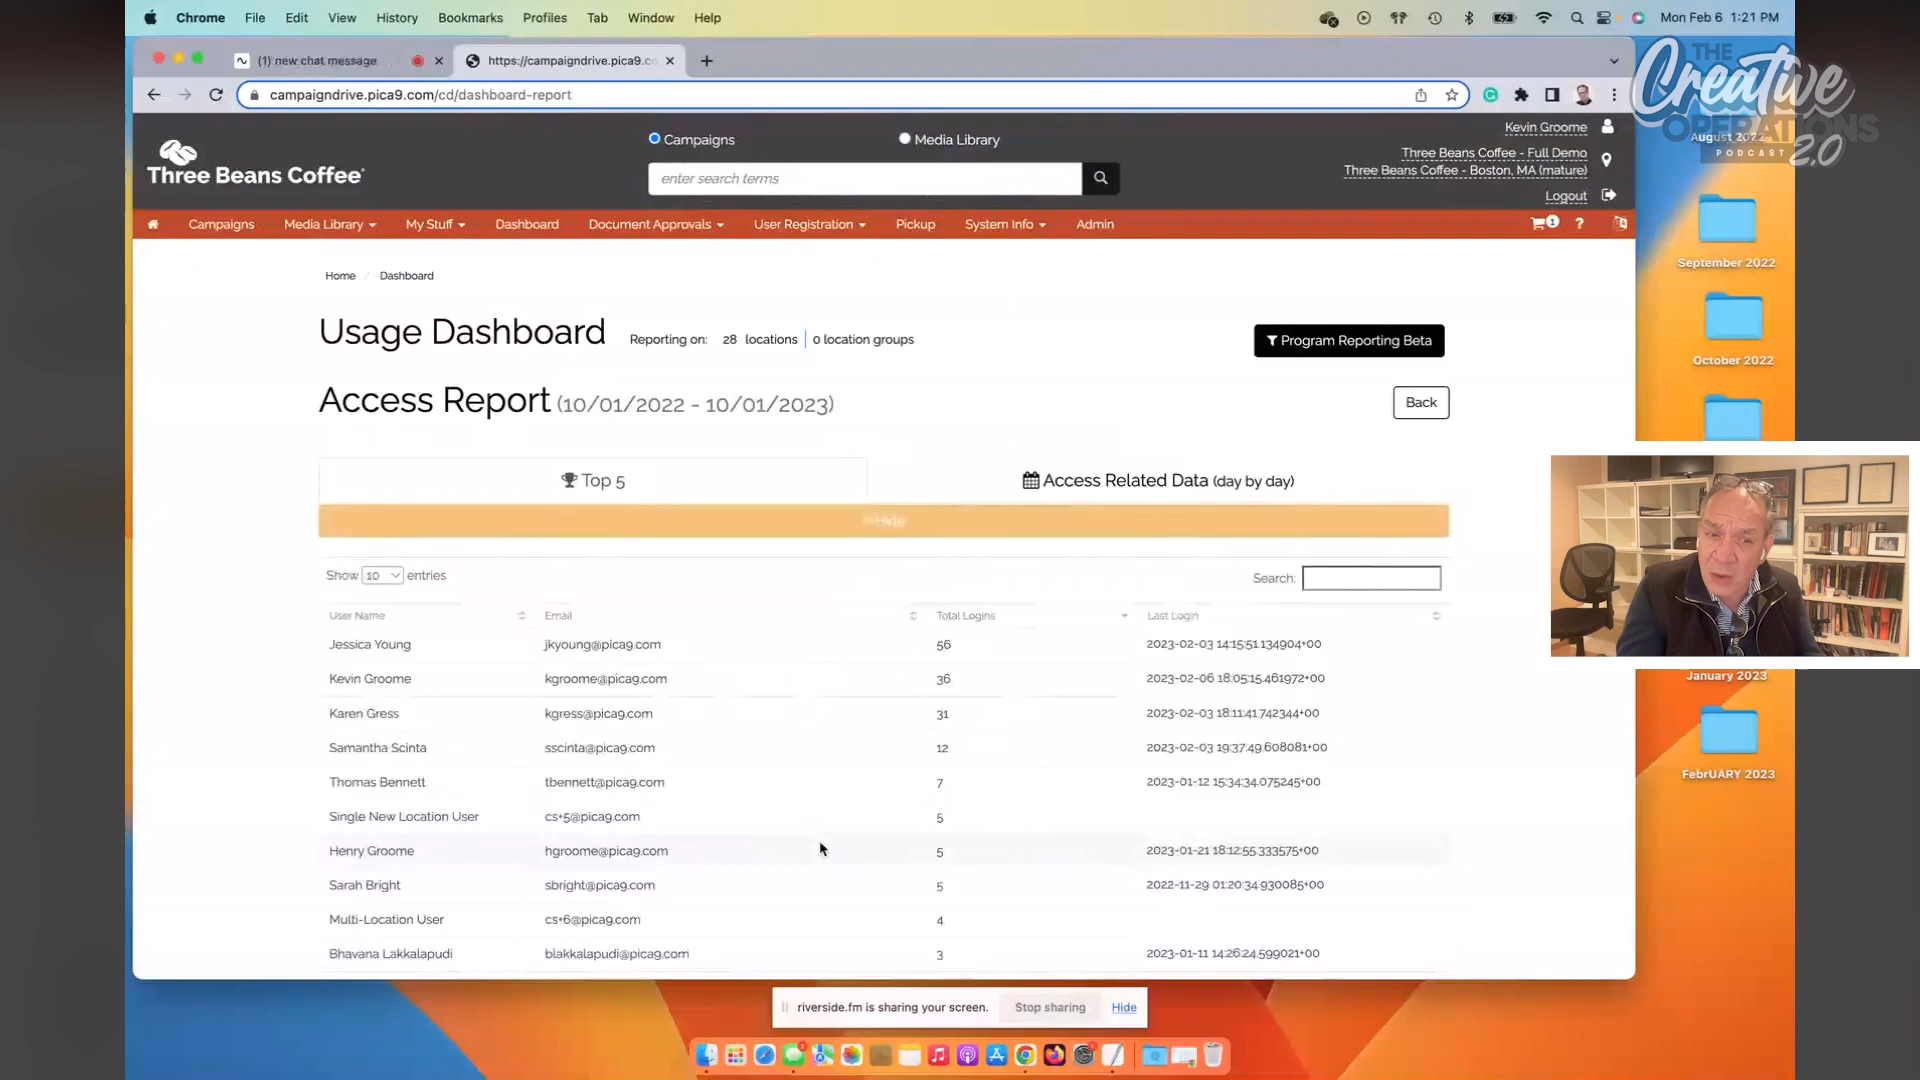 Chrome File Edit View History Bookmarks Profiles Tab Window Help
Mon Feb 6 1:21 PM
(1) new chat message
https://campaigndrive.pica9.co
campaigndrive.pica9.com/cd/dashboard-report
THE
Creative
OPERATIONS
PODCAST 2.0
August 2022
Three Beans Coffee
Campaigns
Media Library
enter search terms
Kevin Groome
Three Beans Coffee - Full Demo
Three Beans Coffee - Boston, MA (mature)
Logout
Campaigns Media Library My Stuff Dashboard Document Approvals User Registration Pickup System Info Admin
1 ?
Home / Dashboard
Usage Dashboard Reporting on: 28 locations 0 location groups
Program Reporting Beta
Access Report (10/01/2022 - 10/01/2023)
Back
Top 5
Access Related Data (day by day)
Hide
Show 10 entries
Search:
User Name Email Total Logins Last Login
Jessica Young jkyoung@pica9.com 56 2023-02-03 14:15:51.134904+00
Kevin Groome kgroome@pica9.com 36 2023-02-06 18:05:15.461972+00
Karen Gress kgress@pica9.com 31 2023-02-03 18:11:41.742344+00
Samantha Scinta sscinta@pica9.com 12 2023-02-03 19:37:49.608081+00
Thomas Bennett tbennett@pica9.com 7 2023-01-12 15:34:34.075245+00
Single New Location User cs+5@pica9.com 5
Henry Groome hgroome@pica9.com 5 2023-01-21 18:12:55.333575+00
Sarah Bright sbright@pica9.com 5 2022-11-29 01:20:34.930085+00
Multi-Location User cs+6@pica9.com 4
Bhavana Lakkalapudi blakkalapudi@pica9.com 3 2023-01-11 14:26:24.599021+00
September 2022
October 2022
January 2023
FebrUARY 2023
riverside.fm is sharing your screen.
Stop sharing
Hide